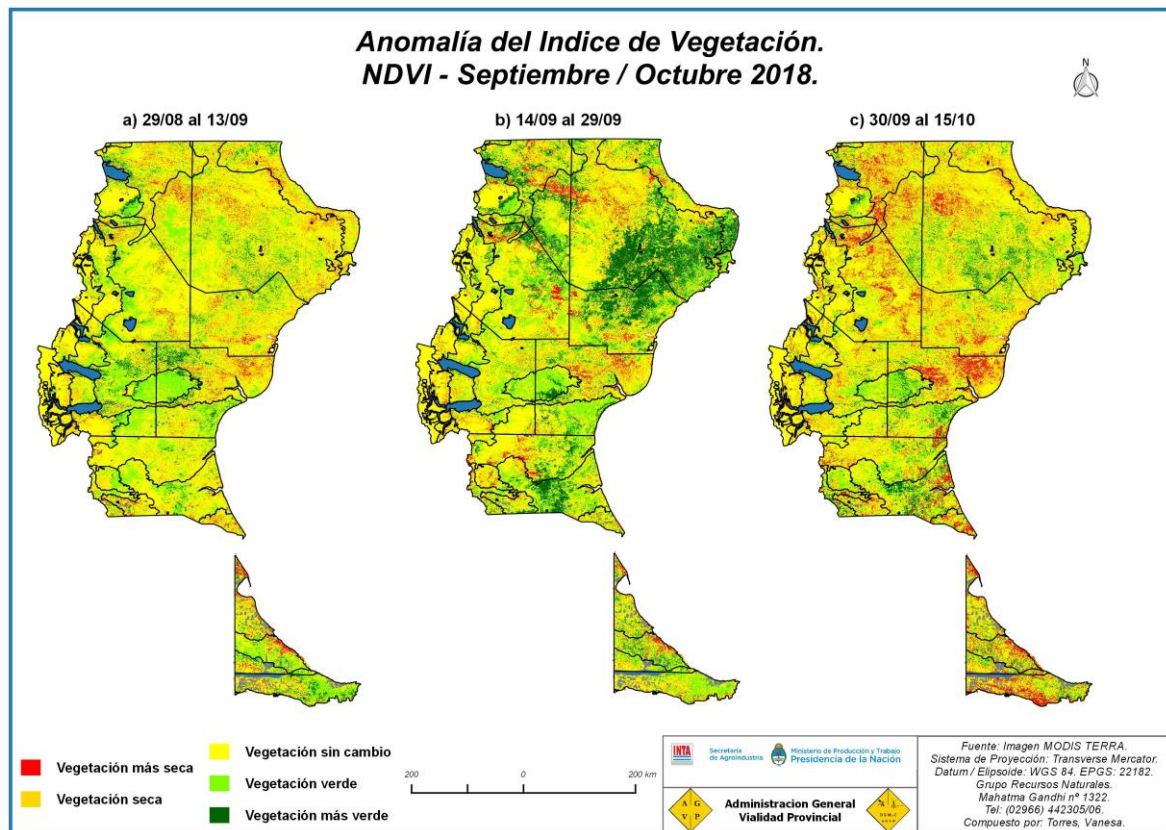 Anomalía del Indice de Vegetación.
NDVI - Septiembre / Octubre 2018.
N
a) 29/08 al 13/09
b) 14/09 al 29/09
c) 30/09 al 15/10
Vegetación más seca
Vegetación seca
Vegetación sin cambio
Vegetación verde
Vegetación más verde
200 0 200 km
INTA
Secretaría
de Agroindustria
Ministerio de Producción y Trabajo
Presidencia de la Nación
A G
V P
Administracion General
Vialidad Provincial
Fuente: Imagen MODIS TERRA.
Sistema de Proyección: Transverse Mercator.
Datum / Elipsoide: WGS 84. EPGS: 22182.
Grupo Recursos Naturales.
Mahatma Gandhi nº 1322.
Tel: (02966) 442305/06.
Compuesto por: Torres, Vanesa.